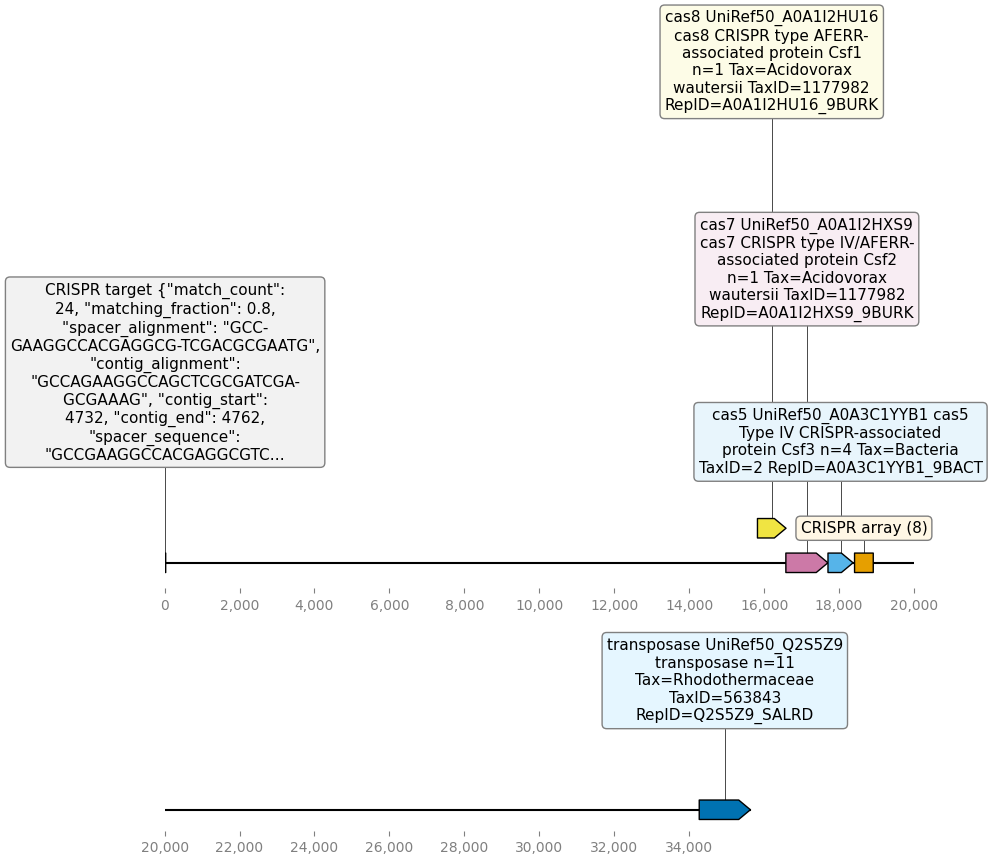 cas8 UniRef50_A0A1I2HU16
cas8 CRISPR type AFERR-
associated protein Csf1
n=1 Tax=Acidovorax
wautersii TaxID=1177982
RepID=A0A1I2HU16_9BURK
cas7 UniRef50_A0A1I2HXS9
cas7 CRISPR type IV/AFERR-
associated protein Csf2
n=1 Tax=Acidovorax
wautersii TaxID=1177982
RepID=A0A1I2HXS9_9BURK
CRISPR target {"match_count":
24, "matching_fraction": 0.8,
"spacer_alignment": "GCC-
GAAGGCCACGAGGCG-TCGACGCGAATG",
"contig_alignment":
"GCCAGAAGGCCAGCTCGCGATCGA-
GCGAAAG", "contig_start":
4732, "contig_end": 4762,
"spacer_sequence":
"GCCGAAGGCCACGAGGCGTC...
cas5 UniRef50_A0A3C1YYB1 cas5
Type IV CRISPR-associated
protein Csf3 n=4 Tax=Bacteria
TaxID=2 RepID=A0A3C1YYB1_9BACT
CRISPR array (8)
0 2,000 4,000 6,000 8,000 10,000 12,000 14,000 16,000 18,000 20,000
transposase UniRef50_Q2S5Z9
transposase n=11
Tax=Rhodothermaceae
TaxID=563843
RepID=Q2S5Z9_SALRD
20,000 22,000 24,000 26,000 28,000 30,000 32,000 34,000